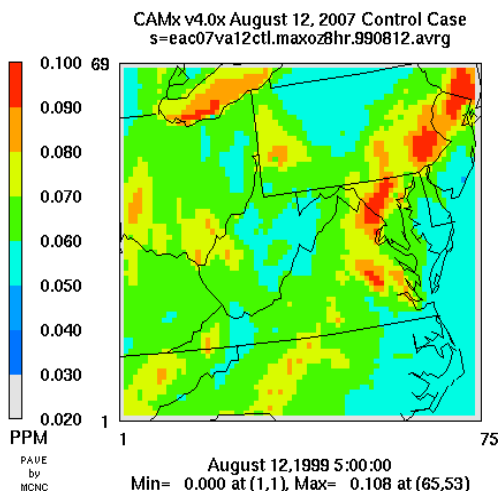 CAMx v4.0x August 12, 2007 Control Case
s=eac07va12ctl.maxoz8hr.990812.avrg
0.100
0.090
0.080
0.070
0.060
0.050
0.040
0.030
0.020
PPM
PAVE
by
MCNC
69
1
1
75
August 12,1999 5:00:00
Min= 0.000 at (1,1), Max= 0.108 at (65,53)